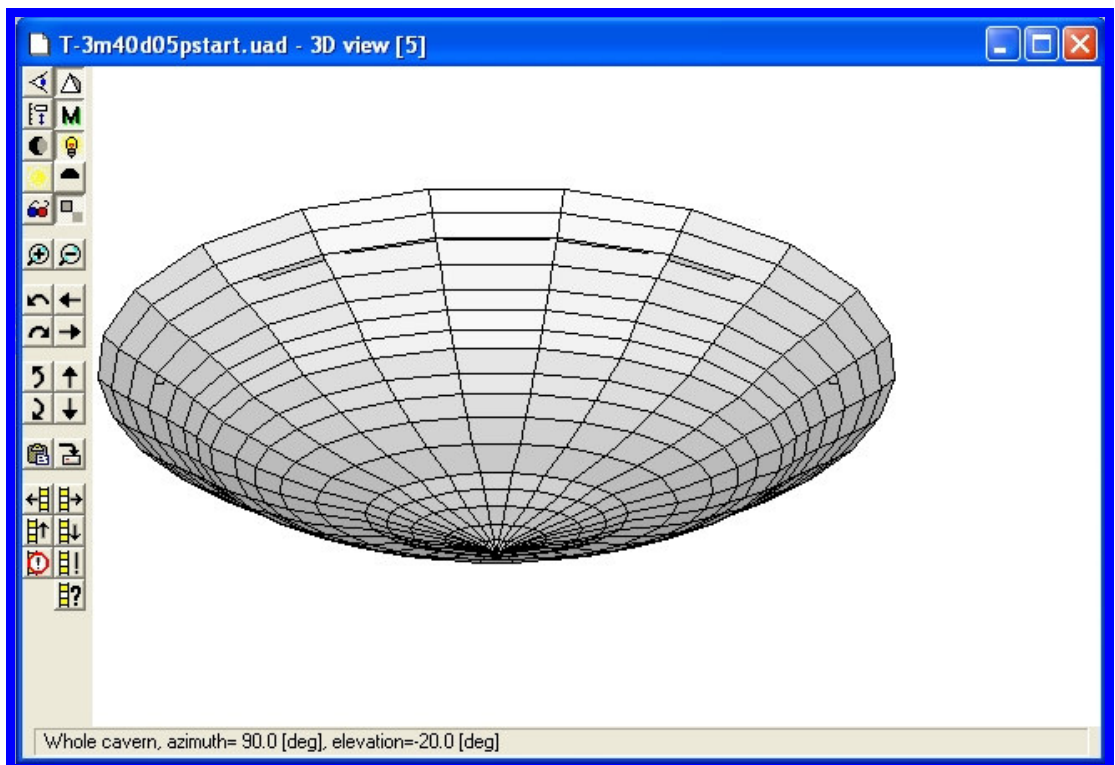 T-3m40d05pstart.uad - 3D view [5]
M
Whole cavern, azimuth= 90.0 [deg], elevation=-20.0 [deg]